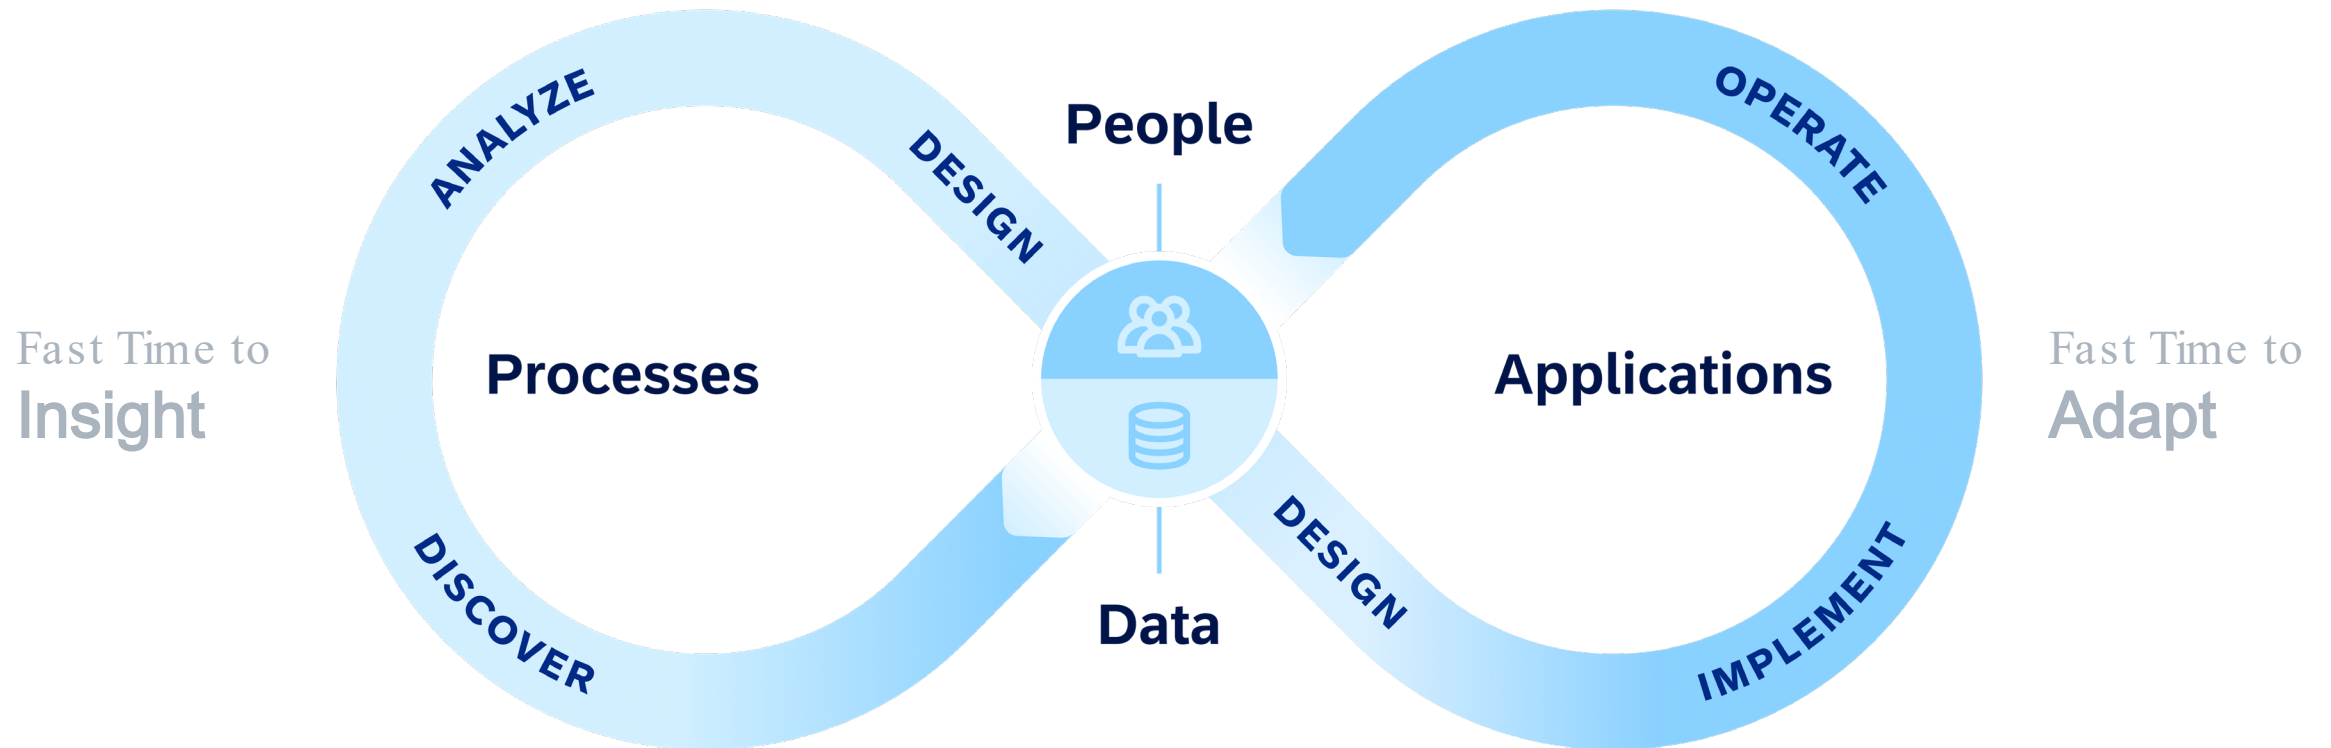 Fast Time to
Insight
ANALYZE
DISCOVER
Processes
DESIGN
People
Data
DESIGN
Applications
OPERATE
IMPLEMENT
Fast Time to
Adapt